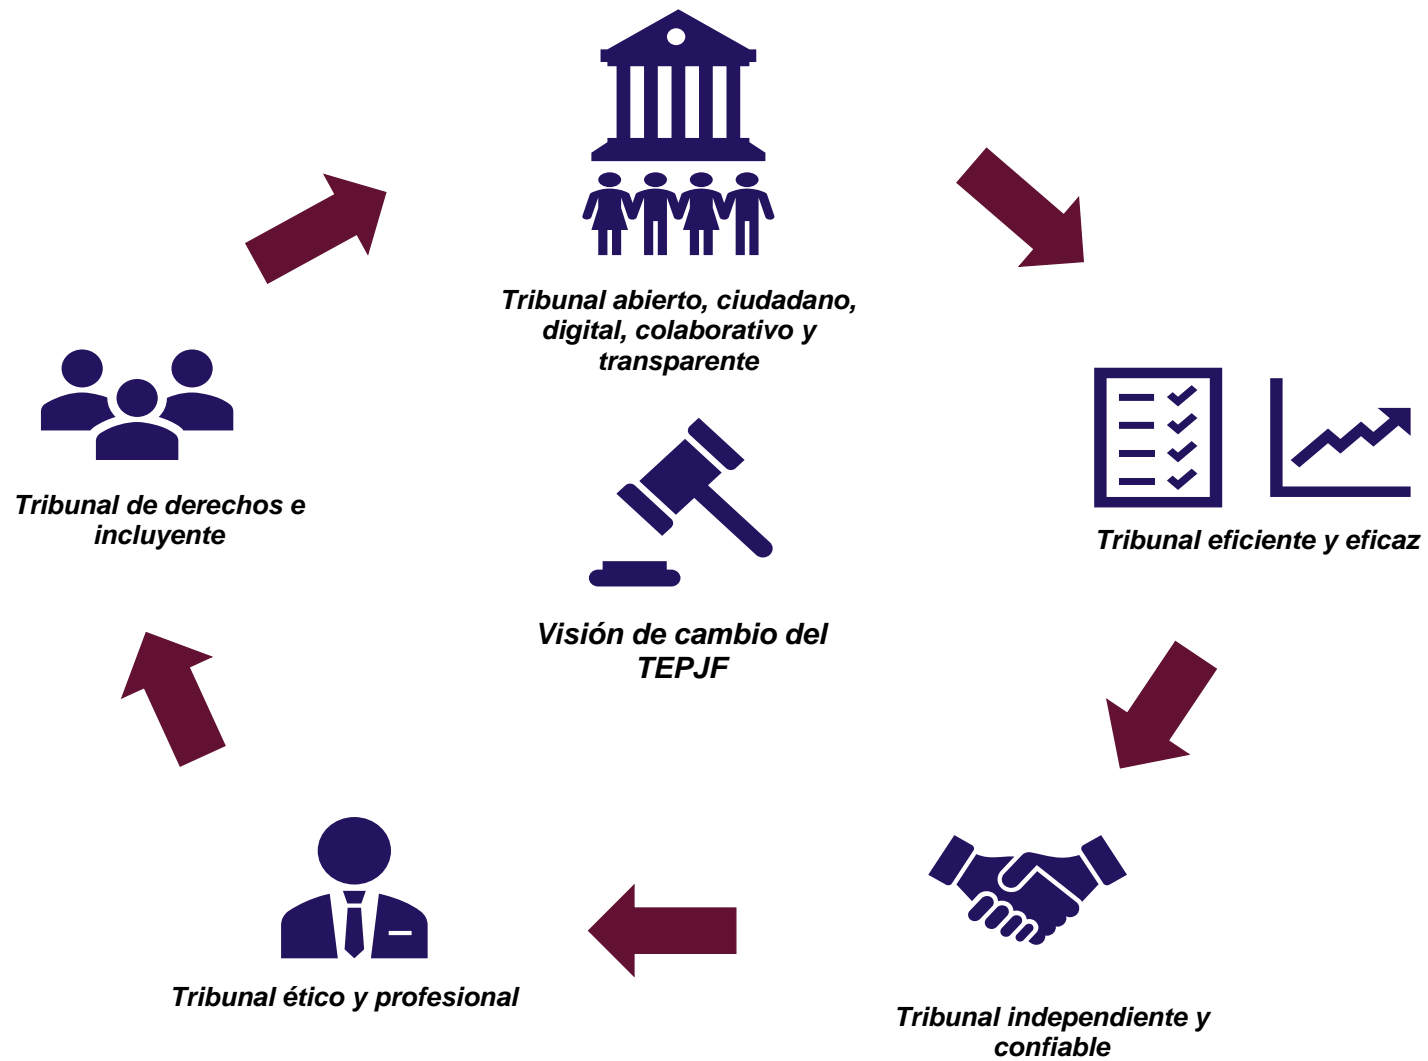 Tribunal abierto, ciudadano,
digital, colaborativo y
transparente
Tribunal de derechos e
incluyente
Tribunal eficiente y eficaz
Visión de cambio del
TEPJF
Tribunal ético y profesional
Tribunal independiente y
confiable